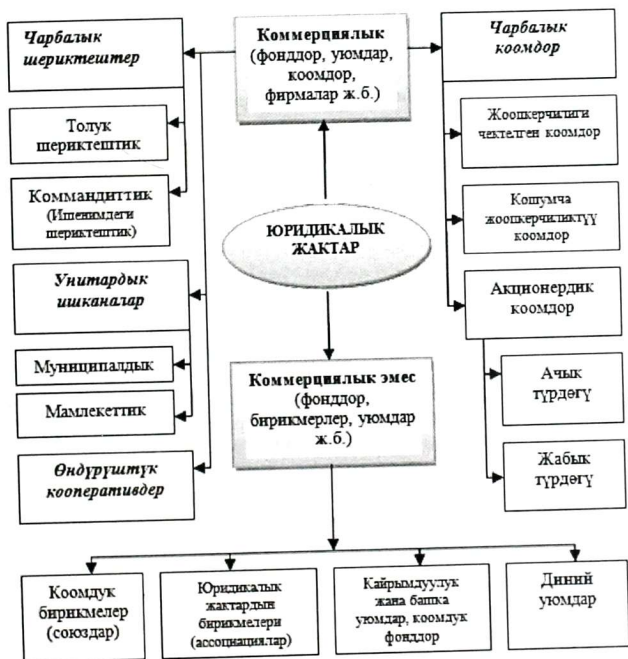 Чарбалык
шериктештер
Коммерциялык
(фонддор, уюмдар,
коомдор,
фирмалар ж.б.)
Чарбалык
коомдор
Толук
шериктештик
Жоопкерчилиги
чектелген коомдор
Коммандиттик
(Ишенимдеги
шериктештик)
Кошумча
жоопкерчиликтүү
коомдор
ЮРИДИКАЛЫК
ЖАКТАР
Унитардык
ишканалар
Акционердик
коомдор
Муниципалдык
Мамлекеттик
Коммерциялык эмес
(фонддор,
бирикмерлер, уюмдар
ж.б.)
Ачык
түрдөгү
Өндүрүштүк
кооперативдер
Жабык
түрдөгү
Коомдук
бирикмелер
(союздар)
Юридикалык
жактардын
бирикмелери
(ассоциациялар)
Кайрымдуулук
жана башка
уюмдар, коомдук
фонддор
Диний
уюмдар